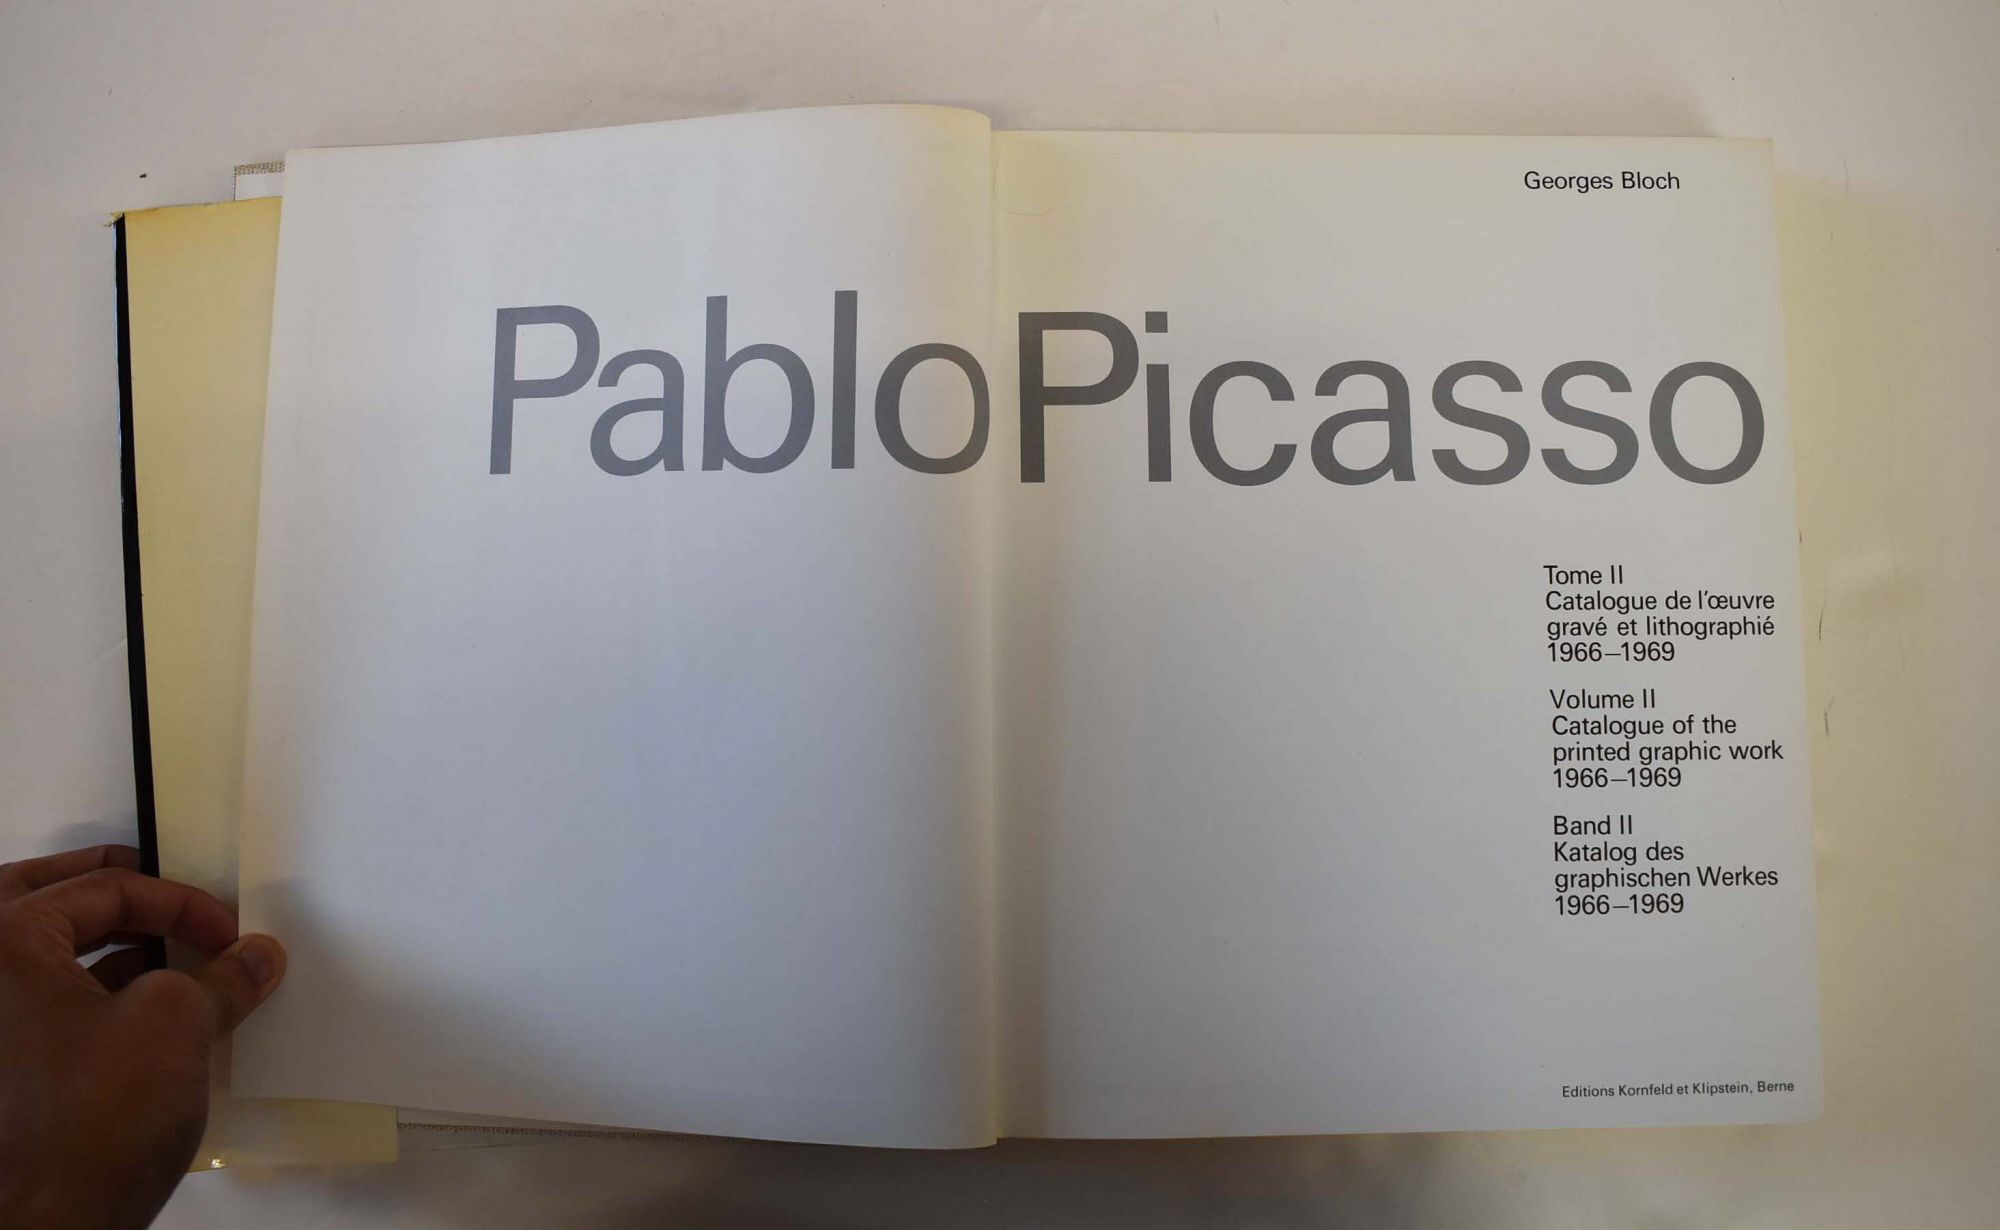 Georges Bloch
PabloPicasso
Tome II
Catalogue de l'œuvre
gravé et lithographié
1966–1969
Volume II
Catalogue of the
printed graphic work
1966–1969
Band II
Katalog des
graphischen Werkes
1966–1969
Editions Kornfeld et Klipstein, Berne